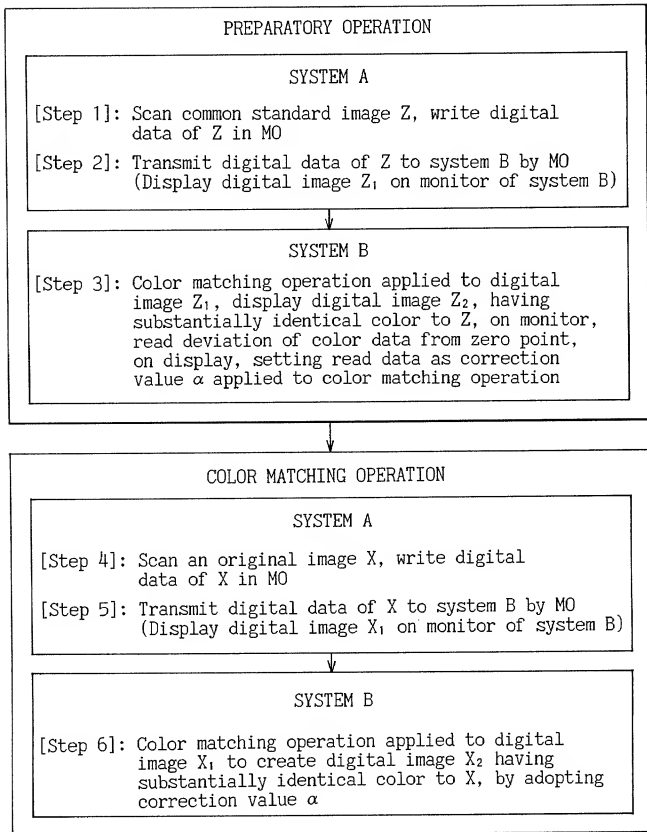 PREPARATORY OPERATION
SYSTEM A
[Step 1]: Scan common standard image Z, write digital
data of Z in MO
[Step 2]: Transmit digital data of Z to system B by MO
(Display digital image Z₁ on monitor of system B)
SYSTEM B
[Step 3]: Color matching operation applied to digital
image Z₁, display digital image Z₂, having
substantially identical color to Z, on monitor,
read deviation of color data from zero point,
on display, setting read data as correction
value α applied to color matching operation
COLOR MATCHING OPERATION
SYSTEM A
[Step 4]: Scan an original image X, write digital
data of X in MO
[Step 5]: Transmit digital data of X to system B by MO
(Display digital image X₁ on monitor of system B)
SYSTEM B
[Step 6]: Color matching operation applied to digital
image X₁ to create digital image X₂ having
substantially identical color to X, by adopting
correction value α